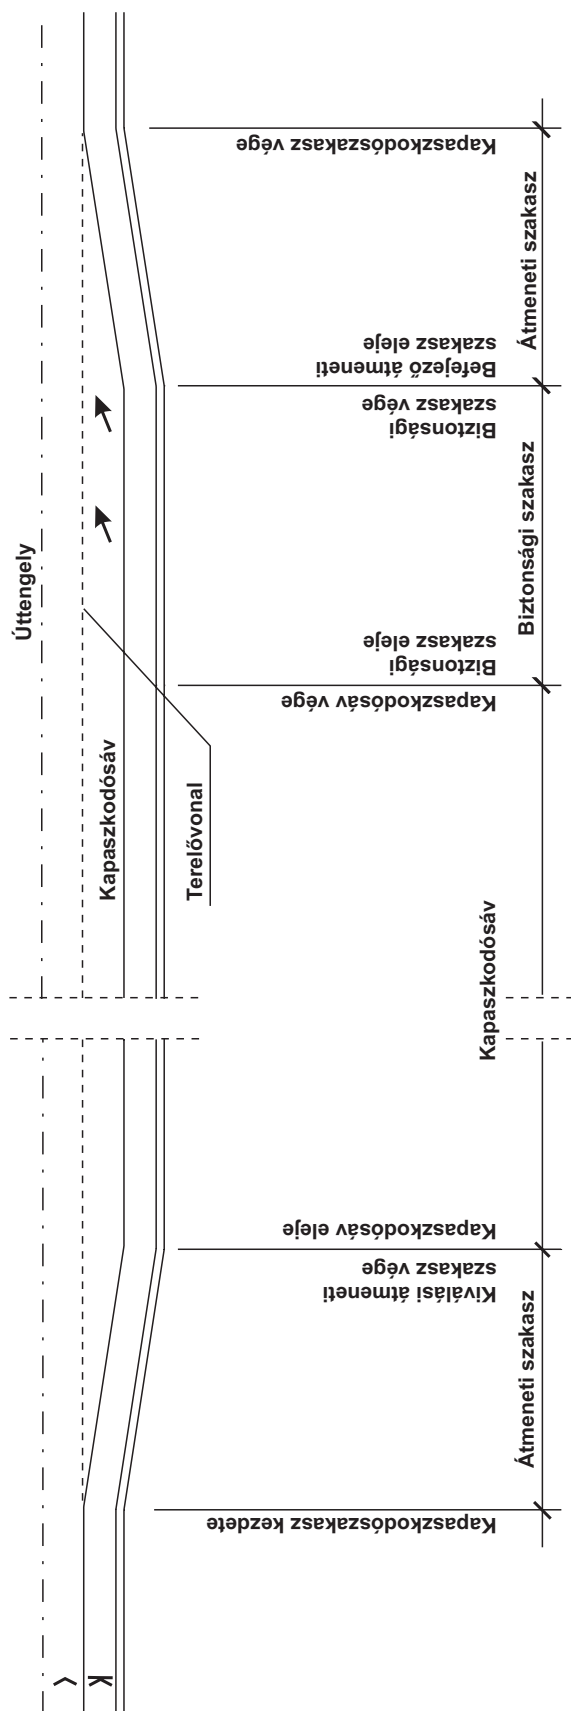 Úttengely
Kapaszkodósáv
Terelővonal
K
Kapaszkodószakasz kezdete
Kiválási átmeneti
szakasz vége
Kapaszkodósáv eleje
Kapaszkodósáv vége
Biztonsági
szakasz eleje
Biztonsági
szakasz vége
Befejező átmeneti
szakasz eleje
Kapaszkodószakasz vége
Átmeneti szakasz
Kapaszkodósáv
Biztonsági szakasz
Átmeneti szakasz